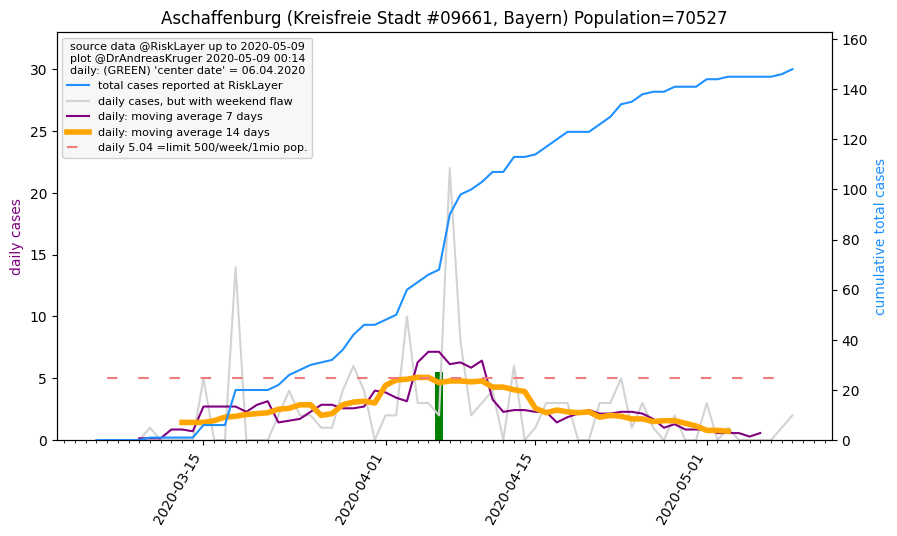 Aschaffenburg (Kreisfreie Stadt #09661, Bayern) Population=70527
source data @RiskLayer up to 2020-05-09
plot @DrAndreasKruger 2020-05-09 00:14
daily: (GREEN) 'center date' = 06.04.2020
total cases reported at RiskLayer
daily cases, but with weekend flaw
daily: moving average 7 days
daily: moving average 14 days
daily 5.04 =limit 500/week/1mio pop.
daily cases
30
25
20
15
10
5
0
160
140
120
100
80
60
40
20
0
cumulative total cases
2020-03-15
2020-04-01
2020-04-15
2020-05-01